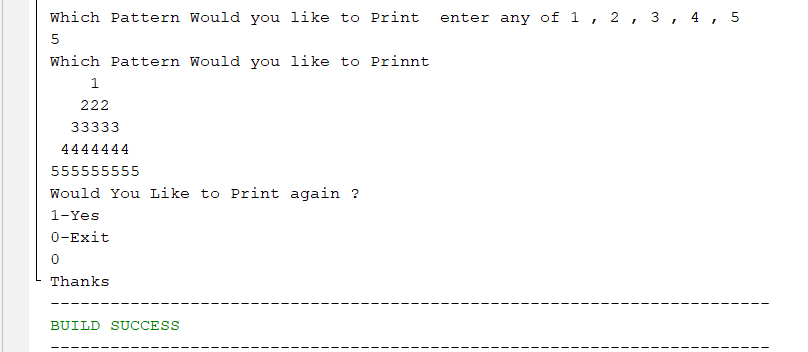 Which Pattern Would you like to Print  enter any of 1 , 2 , 3 , 4 , 5
5
Which Pattern Would you like to Prinnt
    1
   222
  33333
 4444444
555555555
Would You Like to Print again ?
1-Yes
0-Exit
0
Thanks
------------------------------------------------------------------------
BUILD SUCCESS
------------------------------------------------------------------------